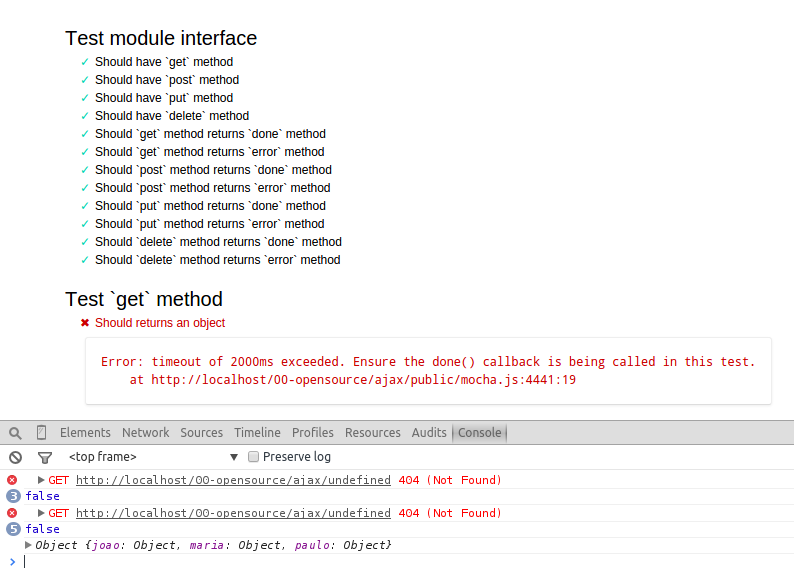 Test module interface
✓ Should have `get` method
✓ Should have `post` method
✓ Should have `put` method
✓ Should have `delete` method
✓ Should `get` method returns `done` method
✓ Should `get` method returns `error` method
✓ Should `post` method returns `done` method
✓ Should `post` method returns `error` method
✓ Should `put` method returns `done` method
✓ Should `put` method returns `error` method
✓ Should `delete` method returns `done` method
✓ Should `delete` method returns `error` method
Test `get` method
✖ Should returns an object
Error: timeout of 2000ms exceeded. Ensure the done() callback is being called in this test.
at http://localhost/00-opensource/ajax/public/mocha.js:4441:19
Elements Network Sources Timeline Profiles Resources Audits Console
<top frame> ▼ Preserve log
▶ GET http://localhost/00-opensource/ajax/undefined 404 (Not Found)
3 false
▶ GET http://localhost/00-opensource/ajax/undefined 404 (Not Found)
5 false
▶ Object {joao: Object, maria: Object, paulo: Object}
>